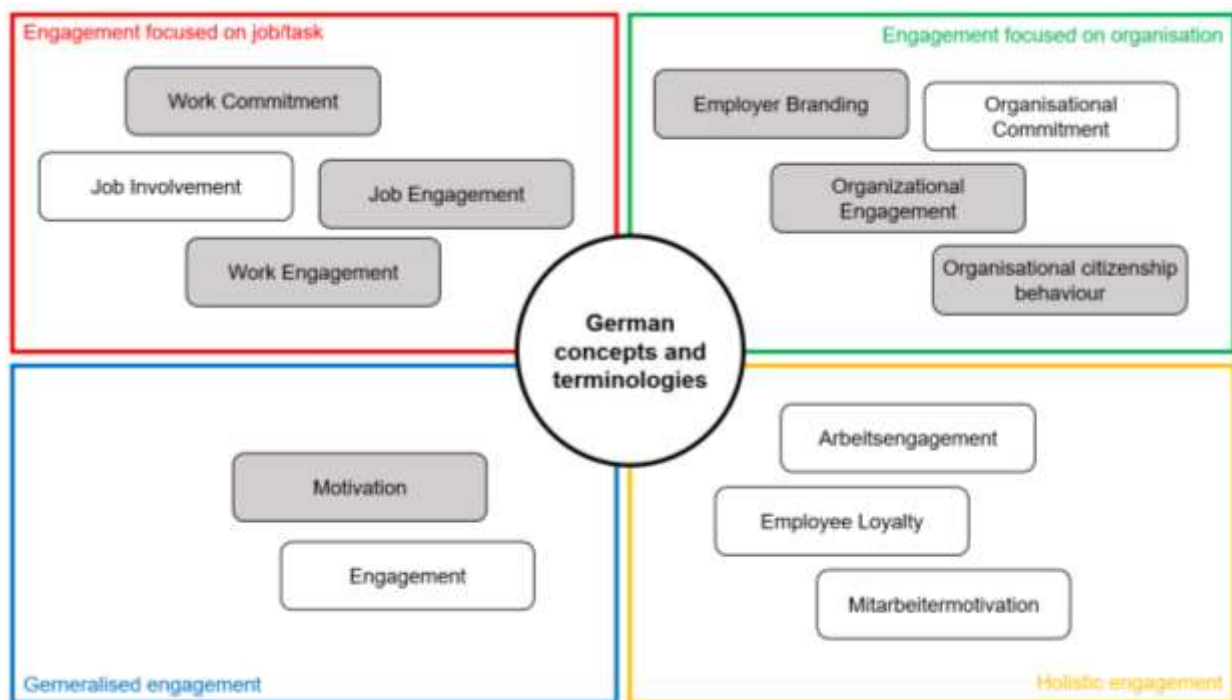 Engagement focused on job/task
Work Commitment
Job Involvement
Job Engagement
Work Engagement
Engagement focused on organisation
Employer Branding
Organisational
Commitment
Organizational
Engagement
Organisational citizenship
behaviour
German
concepts and
terminologies
Motivation
Engagement
Gemeralised engagement
Arbeitsengagement
Employee Loyalty
Mitarbeitermotivation
Holistic engagement